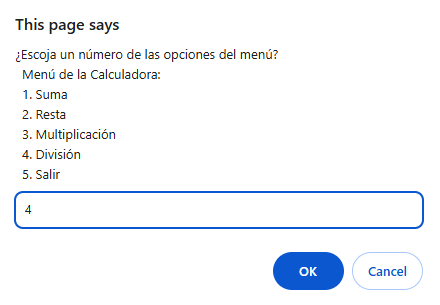 This page says
¿Escoja un número de las opciones del menú?
Menú de la Calculadora:
1. Suma
2. Resta
3. Multiplicación
4. División
5. Salir
4
OK
Cancel